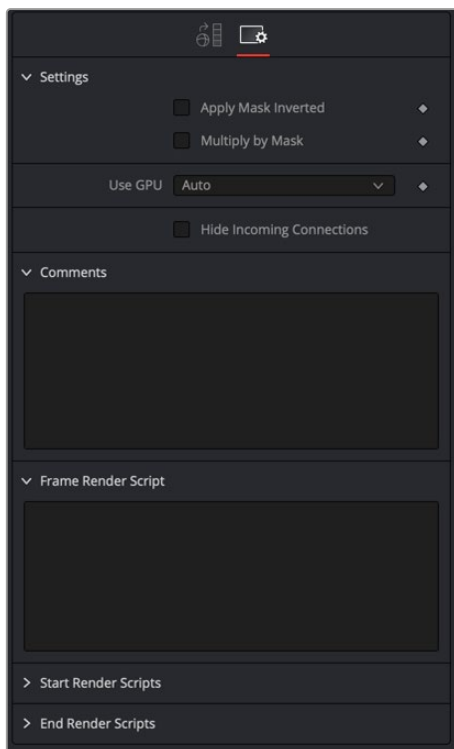 Settings
Apply Mask Inverted
Multiply by Mask
Use GPU Auto
Hide Incoming Connections
Comments
Frame Render Script
Start Render Scripts
End Render Scripts